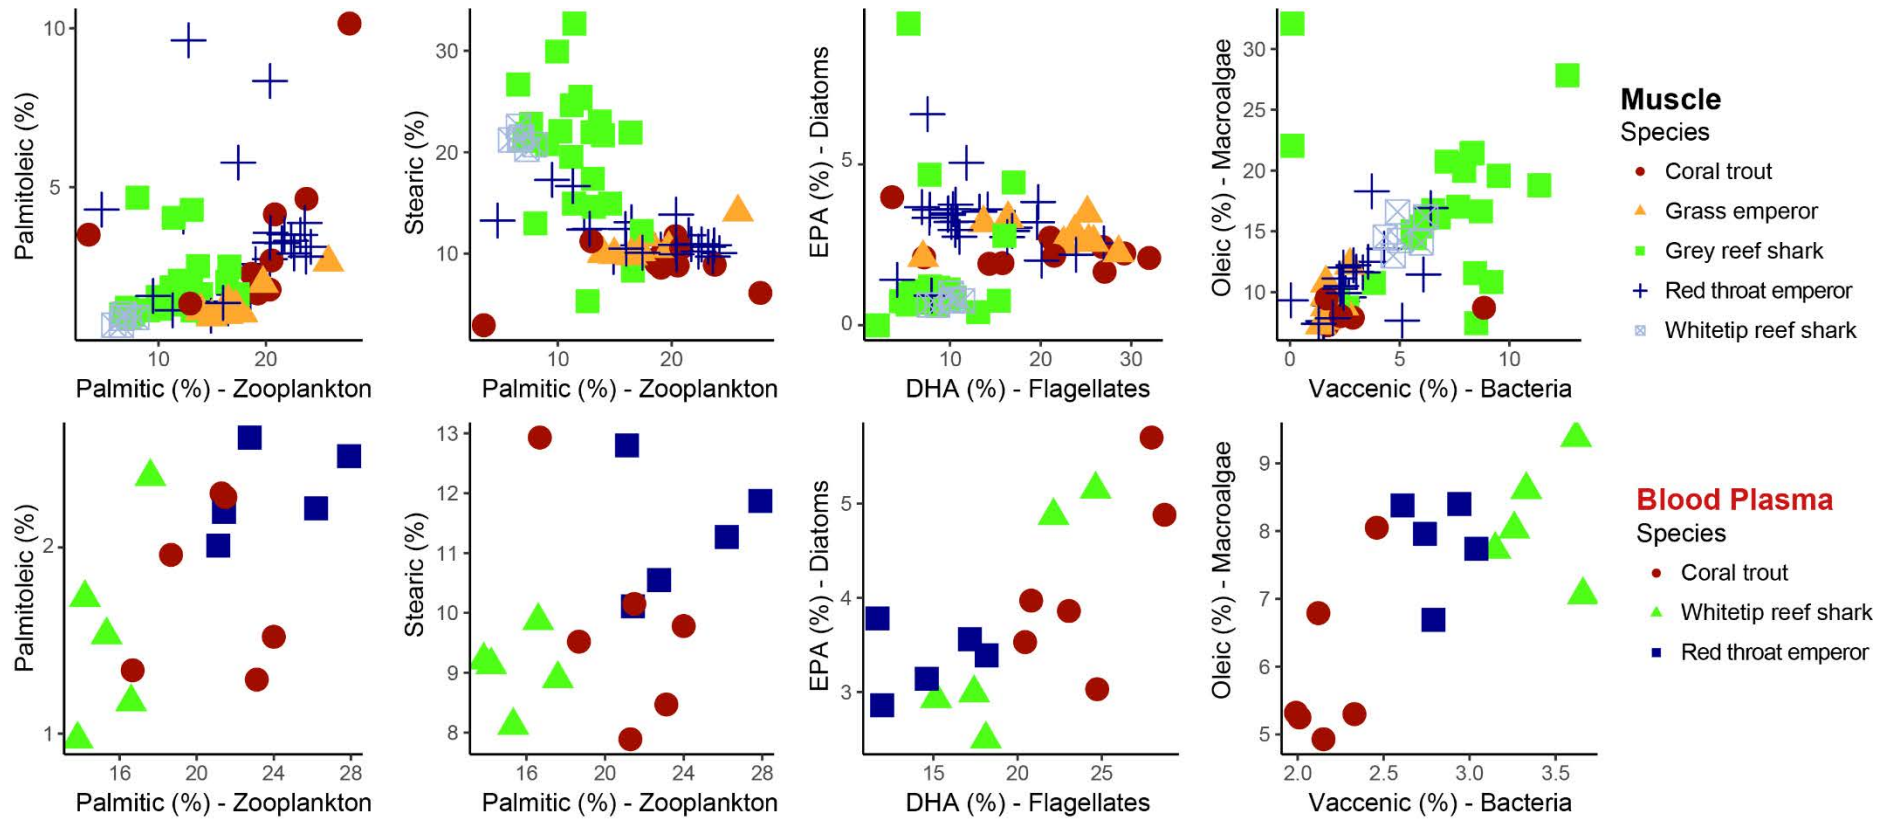 Palmitoleic (%)
10
5
10
20
Palmitic (%) - Zooplankton
Stearic (%)
30
20
10
10
20
Palmitic (%) - Zooplankton
EPA (%) - Diatoms
5
0
10
20
30
DHA (%) - Flagellates
Oleic (%) - Macroalgae
30
25
20
15
10
0
5
10
Vaccenic (%) - Bacteria
Muscle
Species
Coral trout
Grass emperor
Grey reef shark
Red throat emperor
Whitetip reef shark
Palmitoleic (%)
2
1
16
20
24
28
Palmitic (%) - Zooplankton
Stearic (%)
13
12
11
10
9
8
16
20
24
28
Palmitic (%) - Zooplankton
EPA (%) - Diatoms
5
4
3
15
20
25
DHA (%) - Flagellates
Oleic (%) - Macroalgae
9
8
7
6
5
2.0
2.5
3.0
3.5
Vaccenic (%) - Bacteria
Blood Plasma
Species
Coral trout
Whitetip reef shark
Red throat emperor